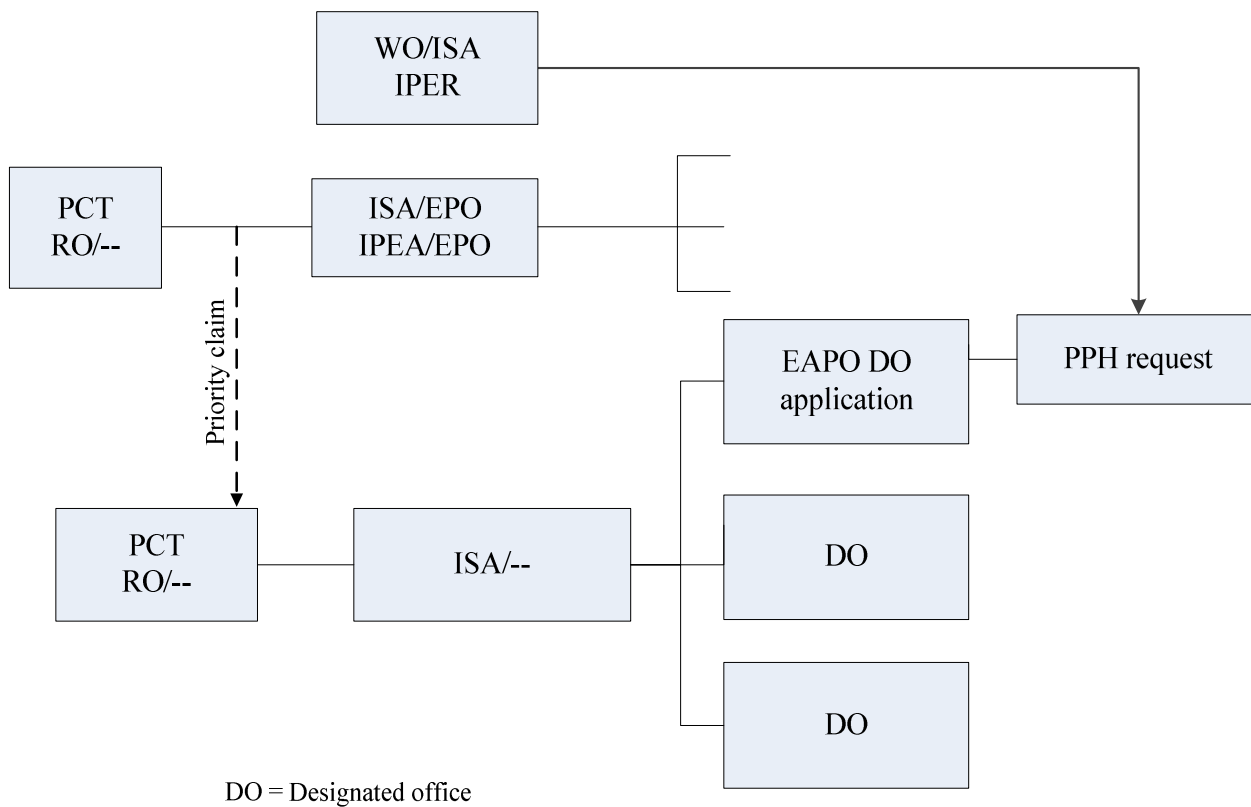 WO/ISA
IPER
PCT
RO/--
ISA/EPO
IPEA/EPO
Priority claim
EAPO DO
application
PPH request
PCT
RO/--
ISA/--
DO
DO
DO = Designated office